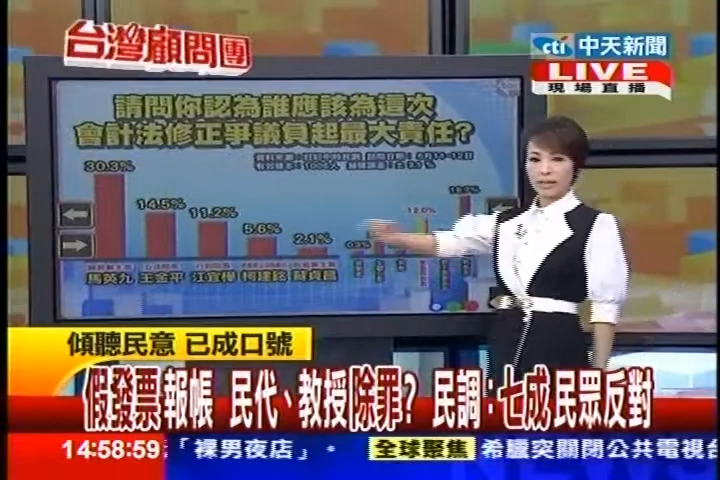 台灣顧問團
cti 中天新聞
LIVE
現場直播
請問你認為誰應該為這次
會計法修正爭議負起最大責任?
30.3%
14.5%
11.2%
5.6%
2.1%
12.0%
馬英九 王金平 江宜樺 柯建銘 蘇貞昌
傾聽民意 已成口號
假發票報帳 民代、教授除罪? 民調:七成民眾反對
14:58:59 「裸男夜店」。 全球聚焦 希臘突關閉公共電視台